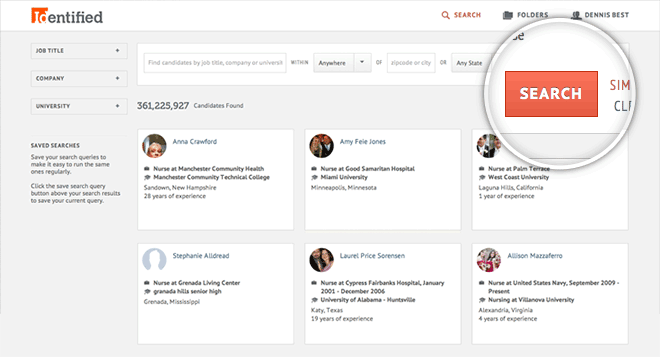 Identified
SEARCH
FOLDERS
DENNIS BEST
JOB TITLE +
COMPANY +
UNIVERSITY +
SAVED SEARCHES
Save your search queries to
make it easy to run the same
ones regularly.
Click the save search query
button above your search results
to save your current query.
Find candidates by job title, company or universit
WITHIN
Anywhere
OF
zipcode or city
OR
Any State
SEARCH
SIM
CLE
361,225,927 Candidates Found
Anna Crawford
Nurse at Manchester Community Health
Manchester Community Technical College
Sandown, New Hampshire
28 years of experience
Amy Feie Jones
Nurse at Good Samaritan Hospital
Miami University
Minneapolis, Minnesota
Nurse at Palm Terrace
West Coast University
Laguna Hills, California
1 year of experience
Stephanie Alldread
Nurse at Grenada Living Center
granada hills senior high
Grenada, Mississippi
Laurel Price Sorensen
Nurse at Cypress Fairbanks Hospital, January
2001 - December 2006
University of Alabama - Huntsville
Katy, Texas
19 years of experience
Allison Mazzaferro
Nurse at United States Navy, September 2009 -
Present
Nursing at Villanova University
Alexandria, Virginia
4 years of experience